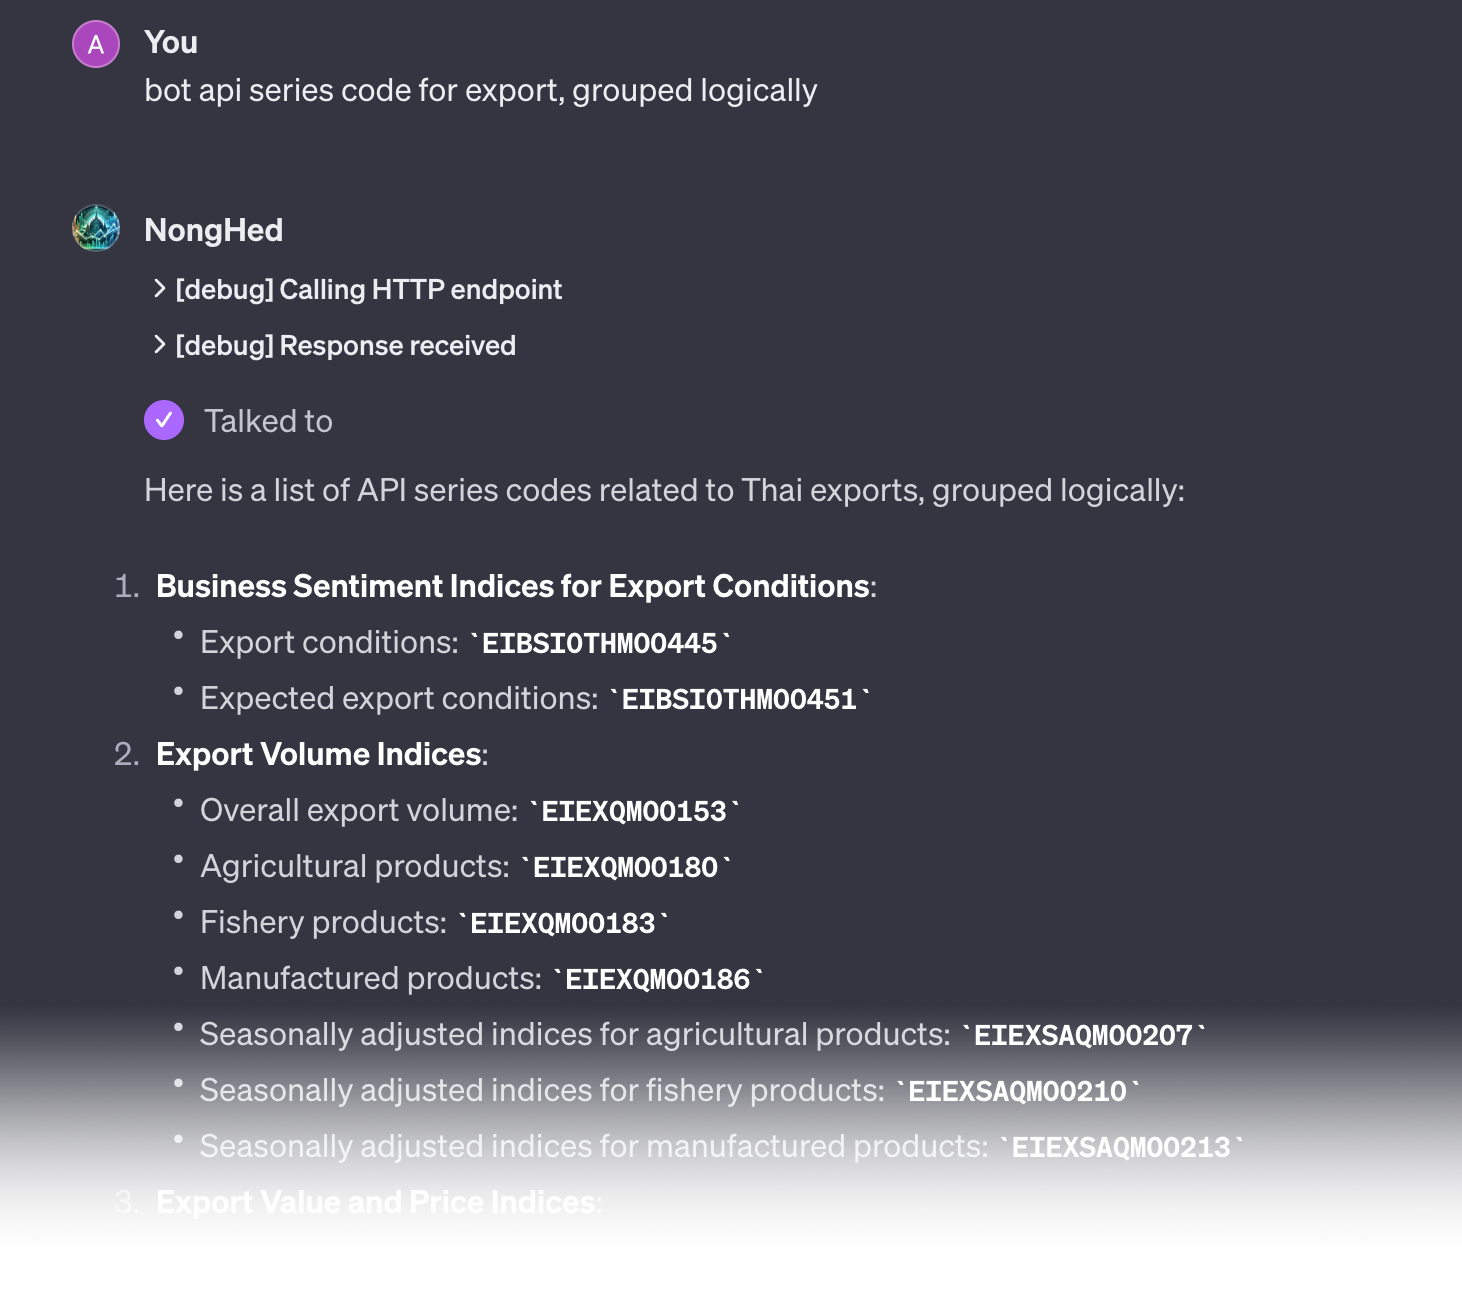 A
You
bot api series code for export, grouped logically
NongHed
[debug] Calling HTTP endpoint
[debug] Response received
Talked to
Here is a list of API series codes related to Thai exports, grouped logically:
1. Business Sentiment Indices for Export Conditions:
• Export conditions: `EIBSIOTHM00445`
• Expected export conditions: `EIBSIOTHM00451`
2. Export Volume Indices:
• Overall export volume: `EIEXQM00153`
• Agricultural products: `EIEXQM00180`
• Fishery products: `EIEXQM00183`
• Manufactured products: `EIEXQM00186`
• Seasonally adjusted indices for agricultural products: `EIEXSAQM00207`
• Seasonally adjusted indices for fishery products: `EIEXSAQM00210`
• Seasonally adjusted indices for manufactured products: `EIEXSAQM00213`
3. Export Value and Price Indices: